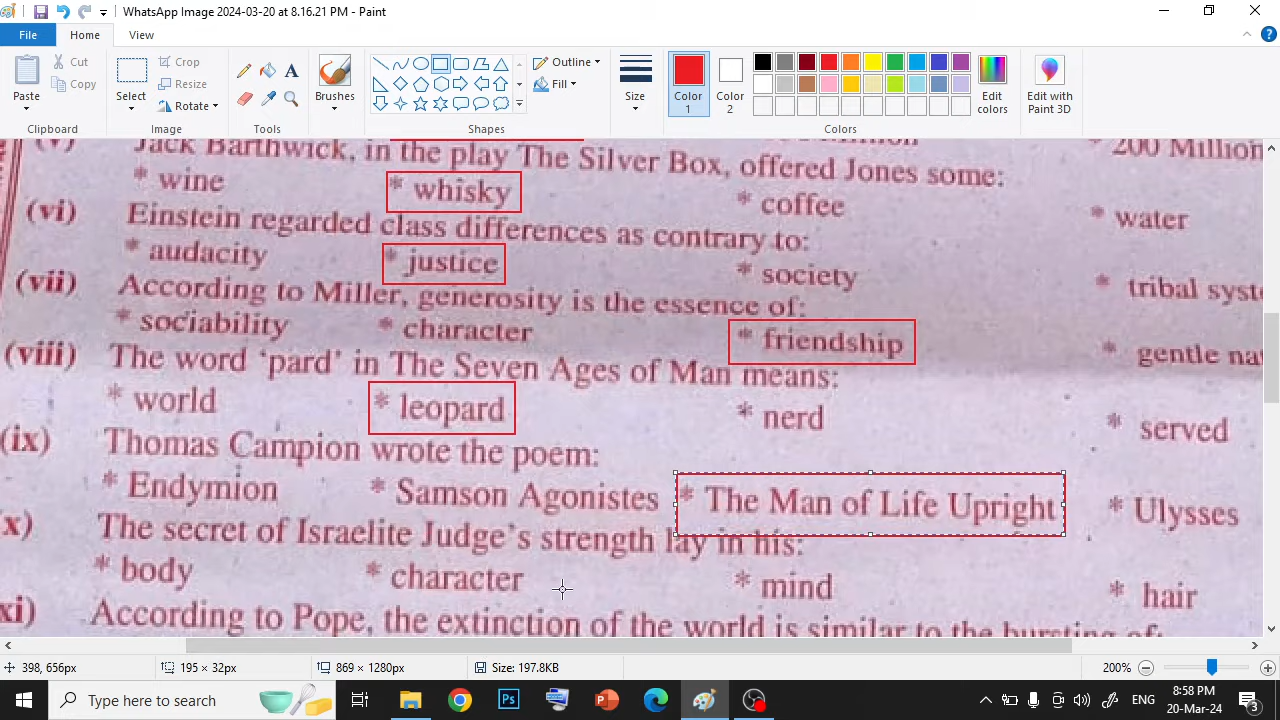 WhatsApp Image 2024-03-20 at 8.16.21 PM - Paint
File Home View
Paste Cut Copy Clipboard
Select Crop Resize Rotate Image
Tools
Brushes
Shapes
Outline Fill
Size
Color 1 Color 2 Edit colors Colors
Edit with Paint 3D
(v) Jack Barthwick, in the play The Silver Box, offered Jones some:
* 200 Million
* wine * whisky * coffee * water
(vi) Einstein regarded class differences as contrary to:
* audacity * justice * society * tribal syste
(vii) According to Miller, generosity is the essence of:
* sociability * character * friendship * gentle nat
(viii) The word ‘pard’ in The Seven Ages of Man means:
* world * leopard * nerd * served
(ix) Thomas Campion wrote the poem:
* Endymion * Samson Agonistes * The Man of Life Upright * Ulysses
x) The secret of Israelite Judge’s strength lay in his:
* body * character * mind * hair
xi) According to Pope, the extinction of the world is similar to the bursting of:
398, 656px 195 × 32px 869 × 1280px Size: 197.8KB 200%
Type here to search
Ps
ENG
8:58 PM
20-Mar-24
3